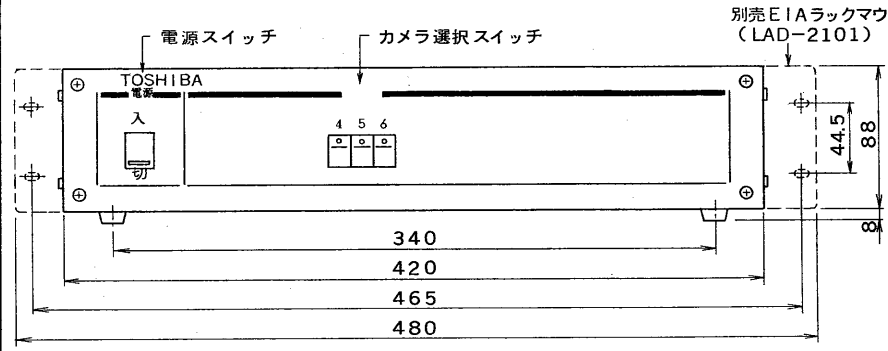 別売EIAラックマウ
(LAD-2101)
電源スイッチ
カメラ選択スイッチ
TOSHIBA
電源
入
切
4 5 6
44.5
88
8
340
420
465
480